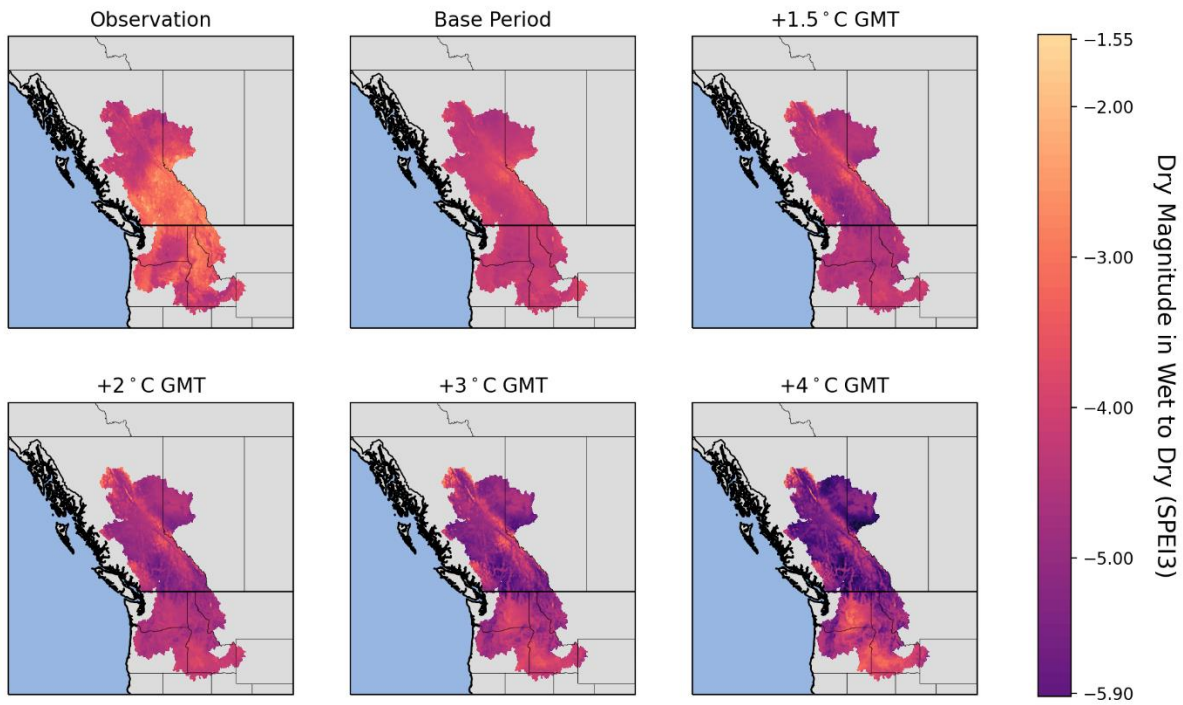 Observation
Base Period
+1.5°C GMT
+2°C GMT
+3°C GMT
+4°C GMT
−1.55
−2.00
−3.00
−4.00
−5.00
−5.90
Dry Magnitude in Wet to Dry (SPEI3)